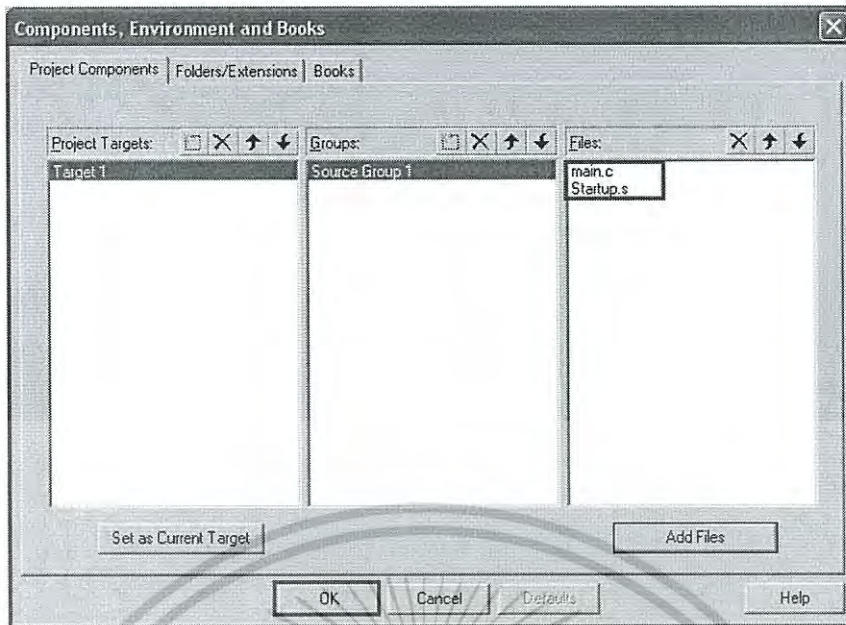 Components, Environment and Books
Project Components
Folders/Extensions
Books
Project Targets:
Groups:
Files:
Target 1
Source Group 1
main.c
Startup.s
Set as Current Target
Add Files
OK
Cancel
Defaults
Help